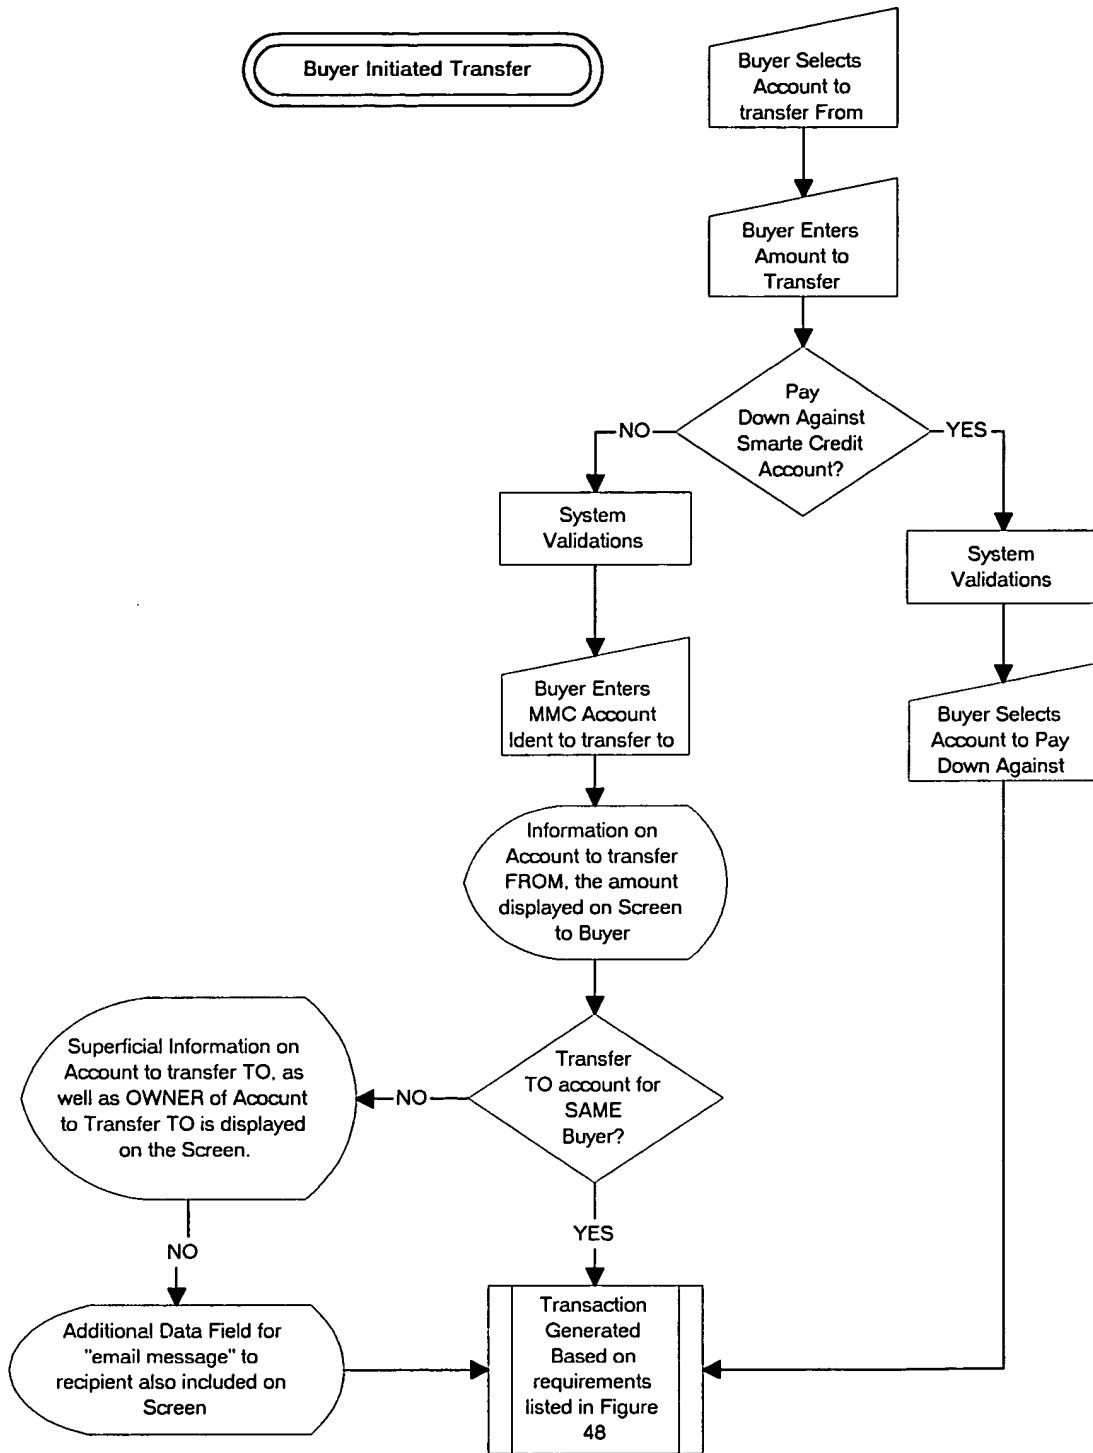 Buyer Initiated Transfer
Buyer Selects
Account to
transfer From
Buyer Enters
Amount to
Transfer
Pay
Down Against
Smarte Credit
Account?
NO
YES
System
Validations
System
Validations
Buyer Enters
MMC Account
Ident to transfer to
Buyer Selects
Account to Pay
Down Against
Information on
Account to transfer
FROM, the amount
displayed on Screen
to Buyer
Transfer
TO account for
SAME
Buyer?
NO
YES
Superficial Information on
Account to transfer TO, as
well as OWNER of Acocunt
to Transfer TO is displayed
on the Screen.
NO
Additional Data Field for
"email message" to
recipient also included on
Screen
Transaction
Generated
Based on
requirements
listed in Figure
48